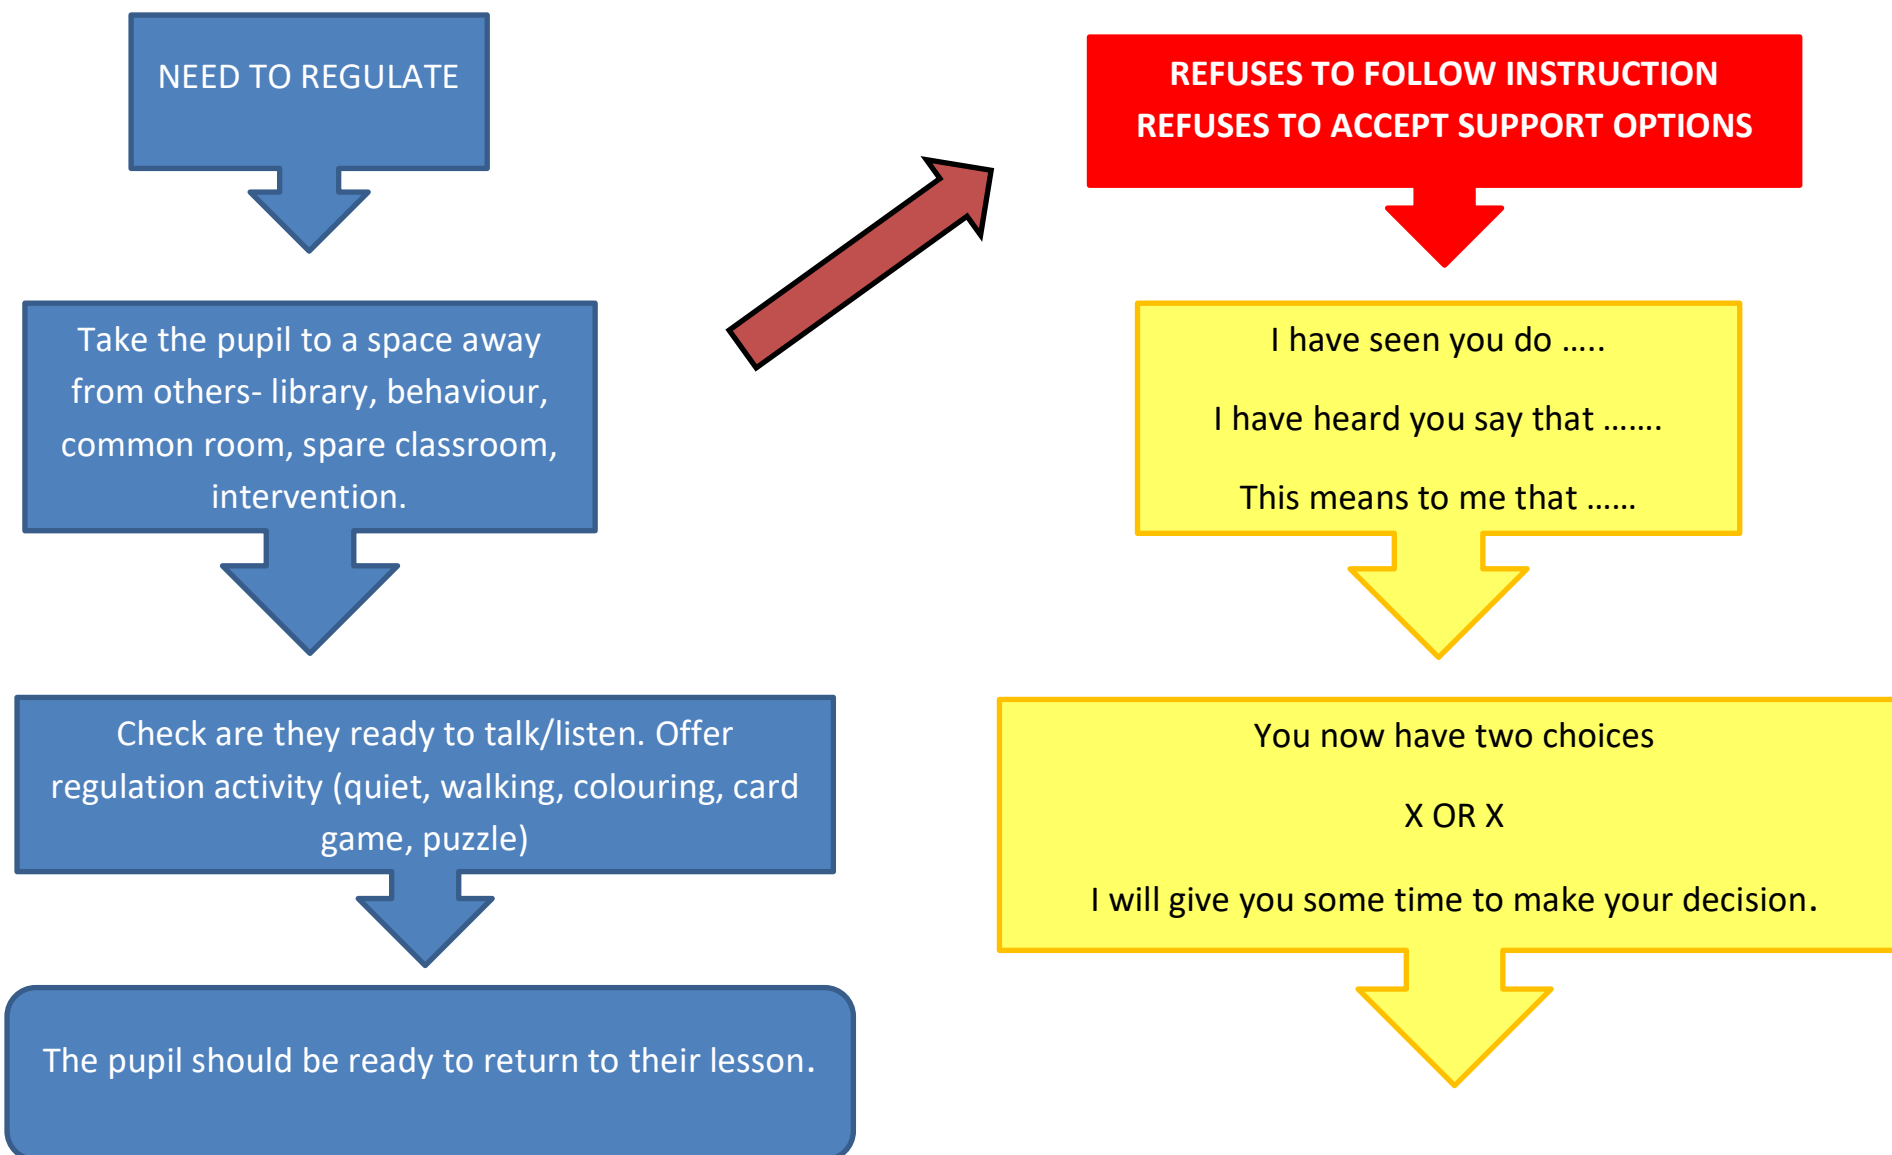 NEED TO REGULATE
Take the pupil to a space away
from others- library, behaviour,
common room, spare classroom,
intervention.
Check are they ready to talk/listen. Offer
regulation activity (quiet, walking, colouring, card
game, puzzle)
The pupil should be ready to return to their lesson.
REFUSES TO FOLLOW INSTRUCTION
REFUSES TO ACCEPT SUPPORT OPTIONS
I have seen you do …..
I have heard you say that …….
This means to me that ……
You now have two choices
X OR X
I will give you some time to make your decision.